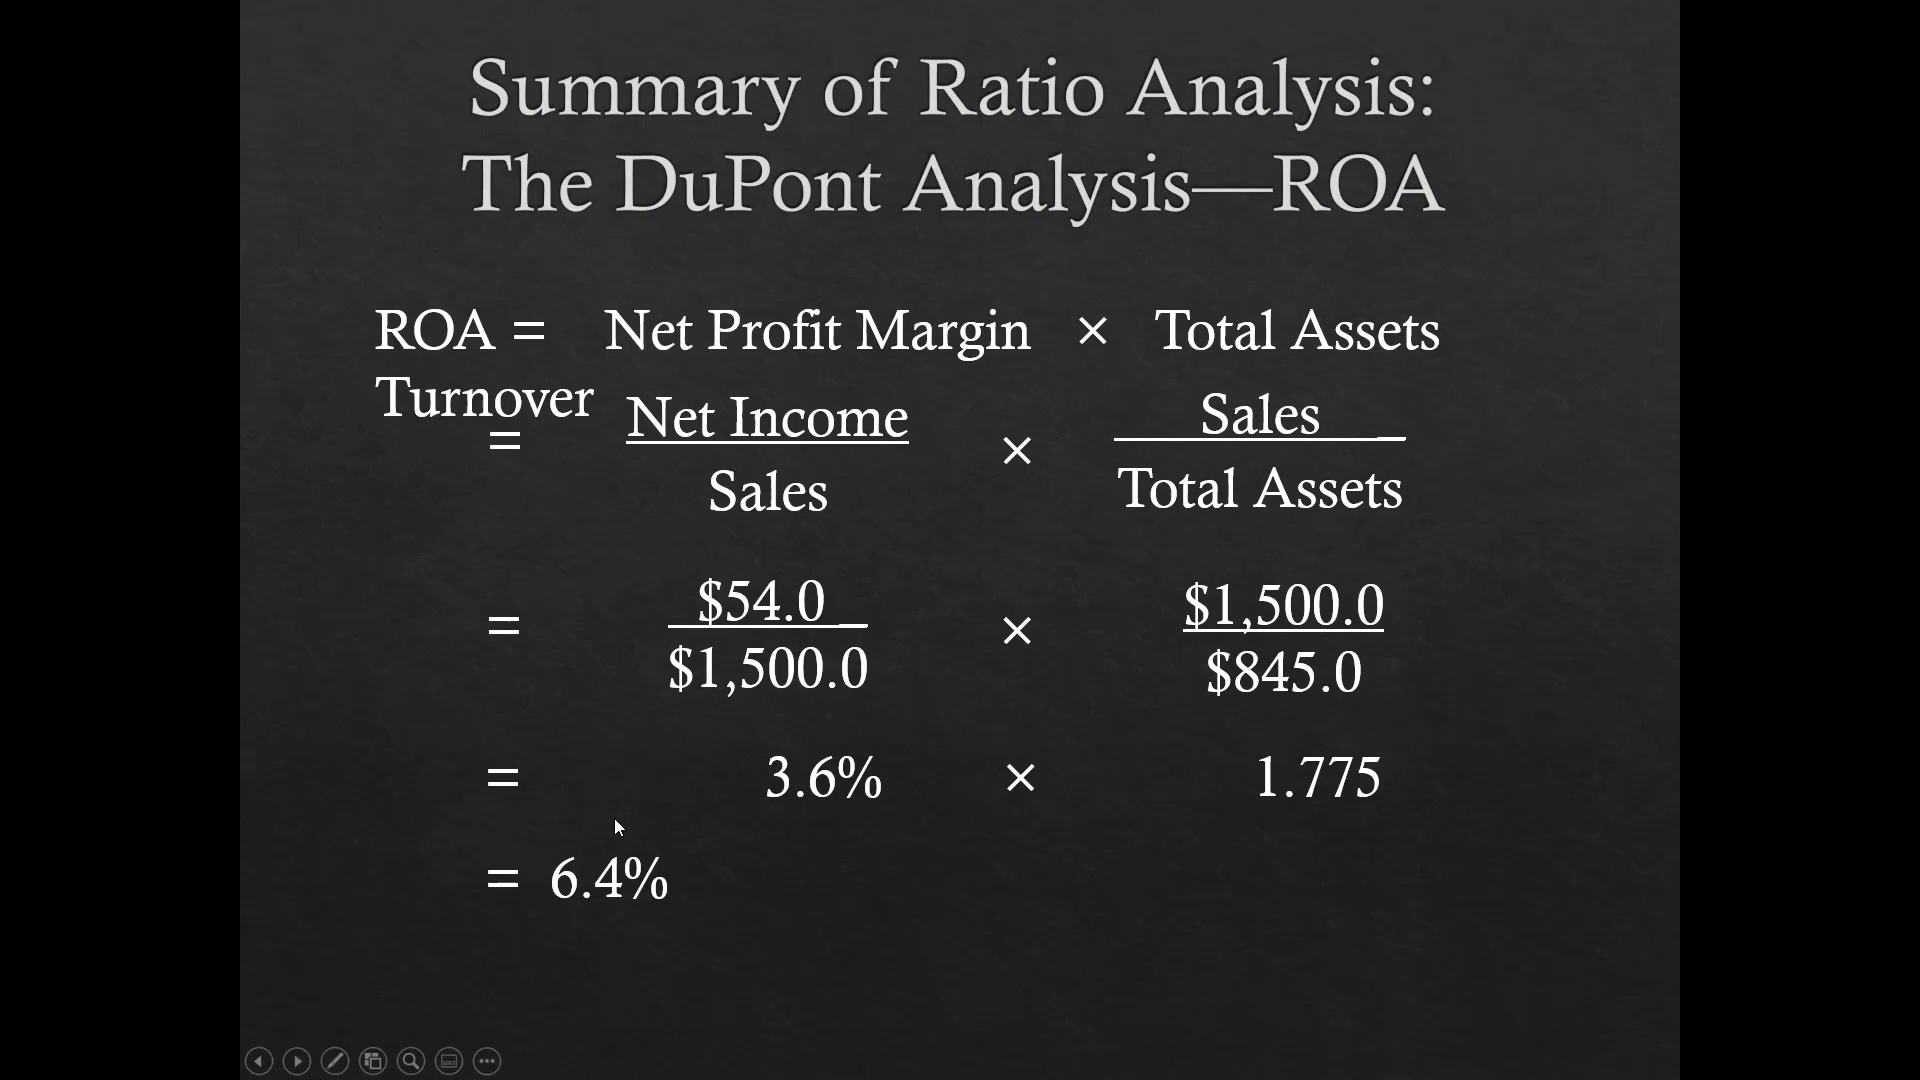 Summary of Ratio Analysis:
The DuPont Analysis—ROA
ROA = Net Profit Margin × Total Assets
Turnover
= Net Income × Sales _
Sales Total Assets
= $54.0 _ × $1,500.0
$1,500.0 $845.0
= 3.6% × 1.775
= 6.4%